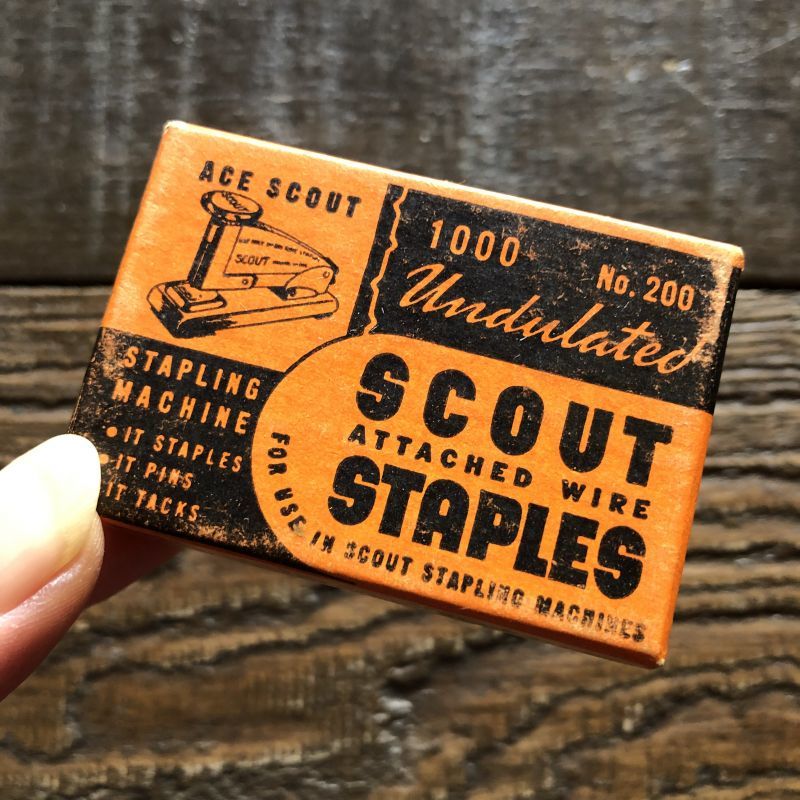 ACE SCOUT
SCOUT
STAPLING
MACHINE
• IT STAPLES
• IT PINS
IT TACKS
1000
No. 200
Undulated
SCOUT
ATTACHED WIRE
STAPLES
FOR USE IN SCOUT STAPLING MACHINES